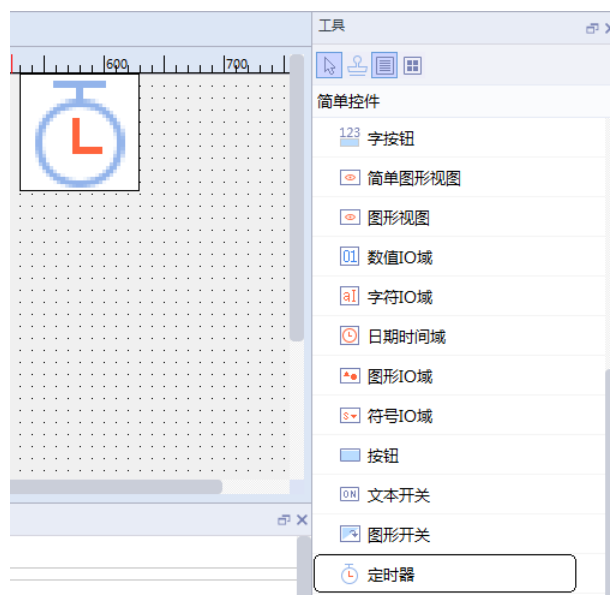 工具
600
700
简单控件
123 字按钮
简单图形视图
图形视图
01 数值IO域
aI 字符IO域
日期时间域
图形IO域
S 符号IO域
按钮
ON 文本开关
图形开关
定时器